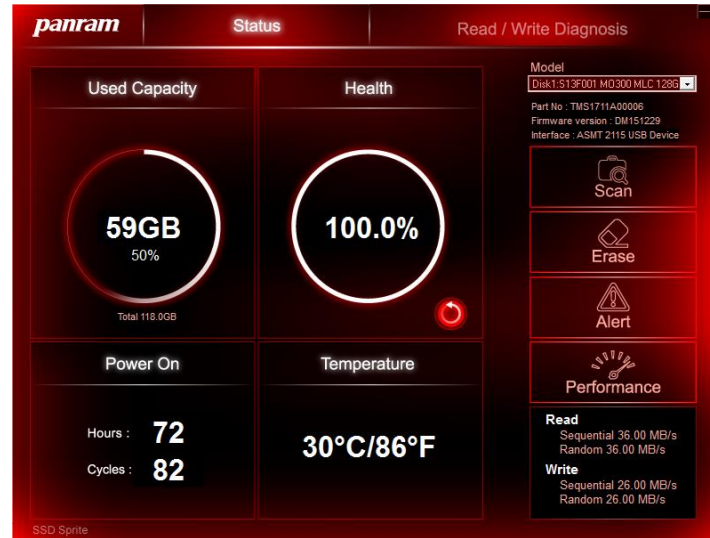 panram
Status
Read / Write Diagnosis
Used Capacity
59GB
50%
Total 118.0GB
Health
100.0%
Power On
Hours : 72
Cycles : 82
Temperature
30°C/86°F
Model
Disk1:S13F001 MO300 MLC 128G
Part No : TMS1711A00006
Firmware version : DM151229
Interface : ASMT 2115 USB Device
Scan
Erase
Alert
Performance
Read
Sequential 36.00 MB/s
Random 36.00 MB/s
Write
Sequential 26.00 MB/s
Random 26.00 MB/s
SSD Sprite